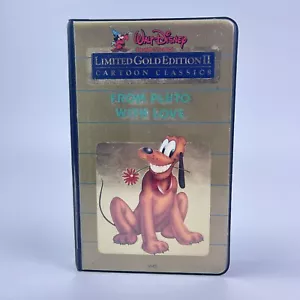 Walt Disney
LIMITED GOLD EDITION II
CARTOON CLASSICS
FROM PLUTO
WITH LOVE